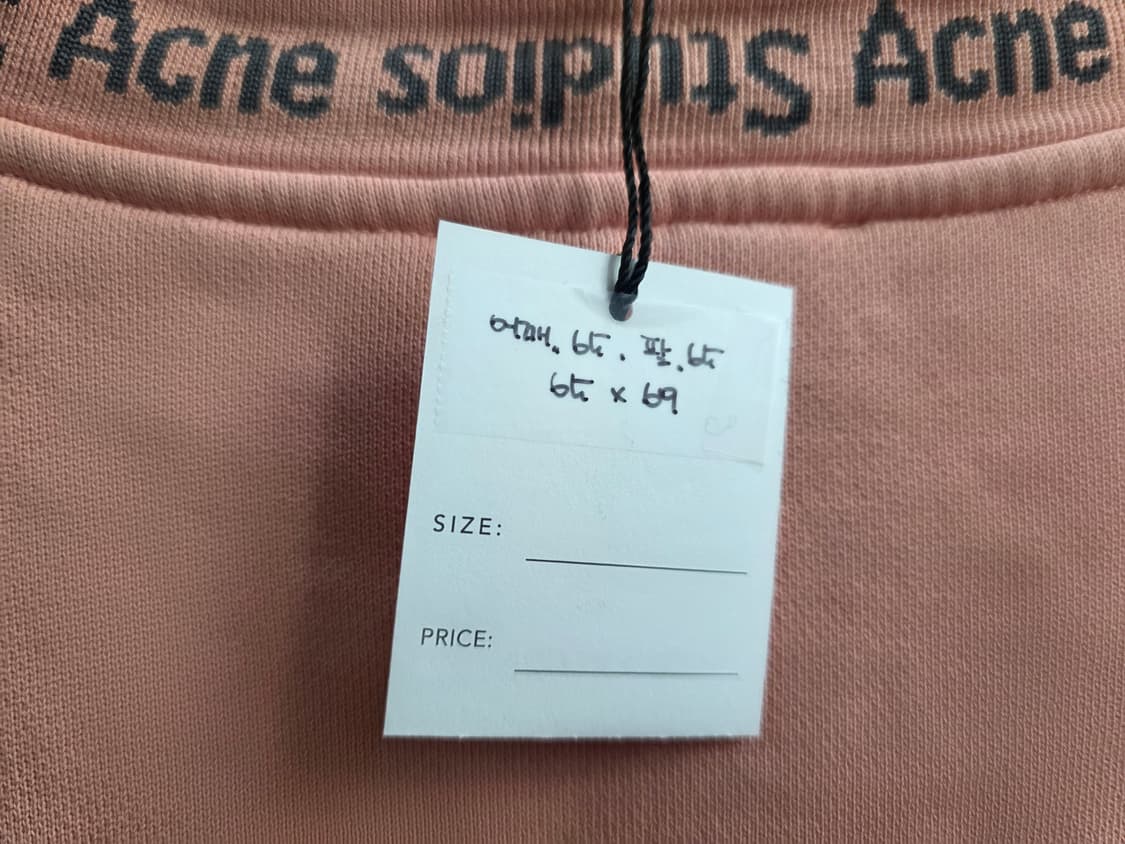 Acne Studios Acne
어깨. 65. 팔. 65
65 x 69
SIZE:
PRICE: